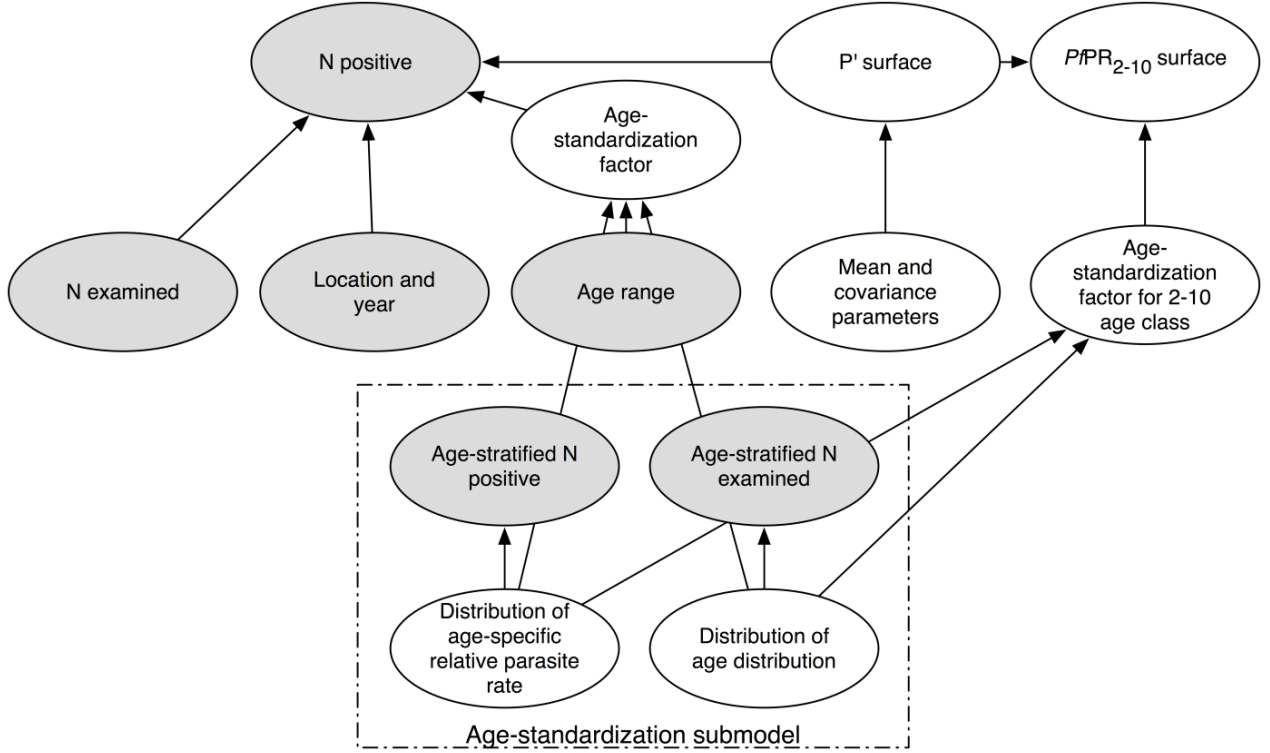 N positive
P' surface
PfPR2-10 surface
Age-
standardization
factor
N examined
Location and
year
Age range
Mean and
covariance
parameters
Age-
standardization
factor for 2-10
age class
Age-stratified N
positive
Age-stratified N
examined
Distribution of
age-specific
relative parasite
rate
Distribution of
age distribution
Age-standardization submodel